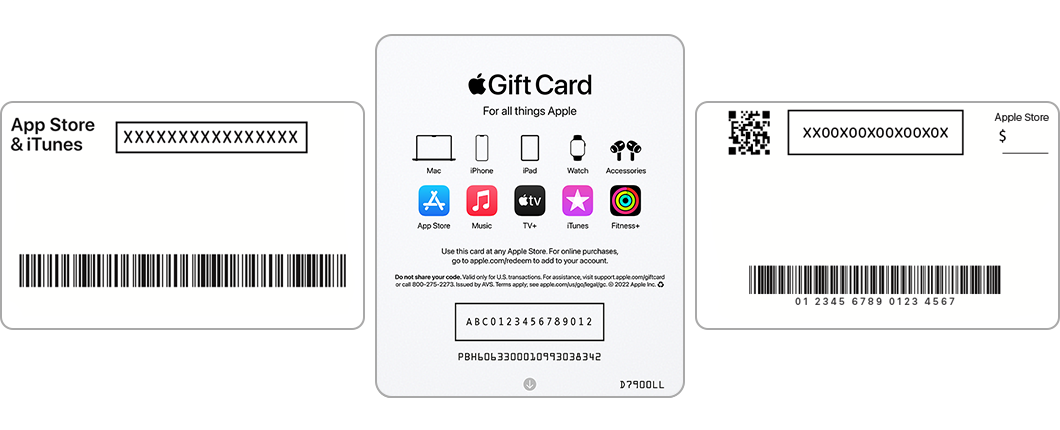 App Store
& iTunes
XXXXXXXXXXXXXXXX
Gift Card
For all things Apple
Mac iPhone iPad Watch Accessories
tv
App Store Music TV+ iTunes Fitness+
Use this card at any Apple Store. For online purchases,
go to apple.com/redeem to add to your account.
Do not share your code. Valid only for U.S. transactions. For assistance, visit support.apple.com/giftcard
or call 800-275-2273. Issued by AVS. Terms apply; see apple.com/us/go/legal/gc. © 2022 Apple Inc.
ABC0123456789012
PBH6063300010993038342
D7900LL
XX00X00X00X00X0X
Apple Store
$
01 2345 6789 0123 4567